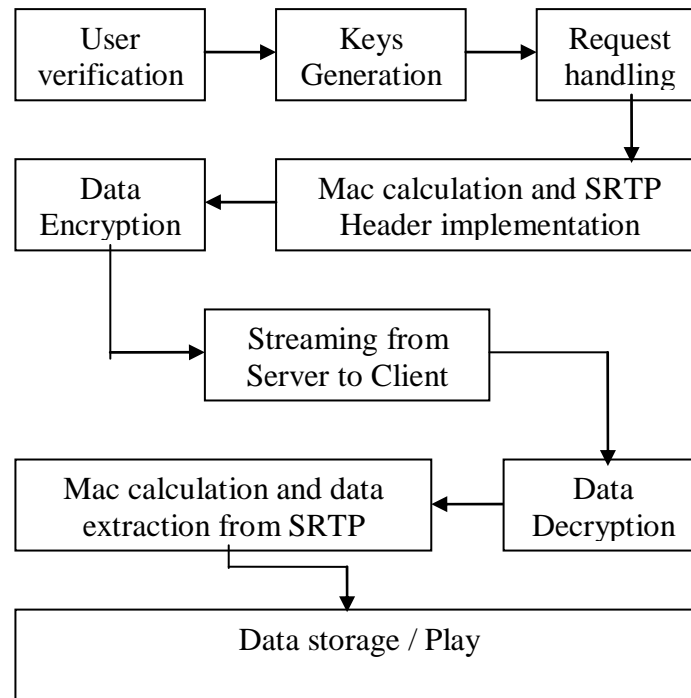 User
verification
Keys
Generation
Request
handling
Data
Encryption
Mac calculation and SRTP
Header implementation
Streaming from
Server to Client
Mac calculation and data
extraction from SRTP
Data
Decryption
Data storage / Play